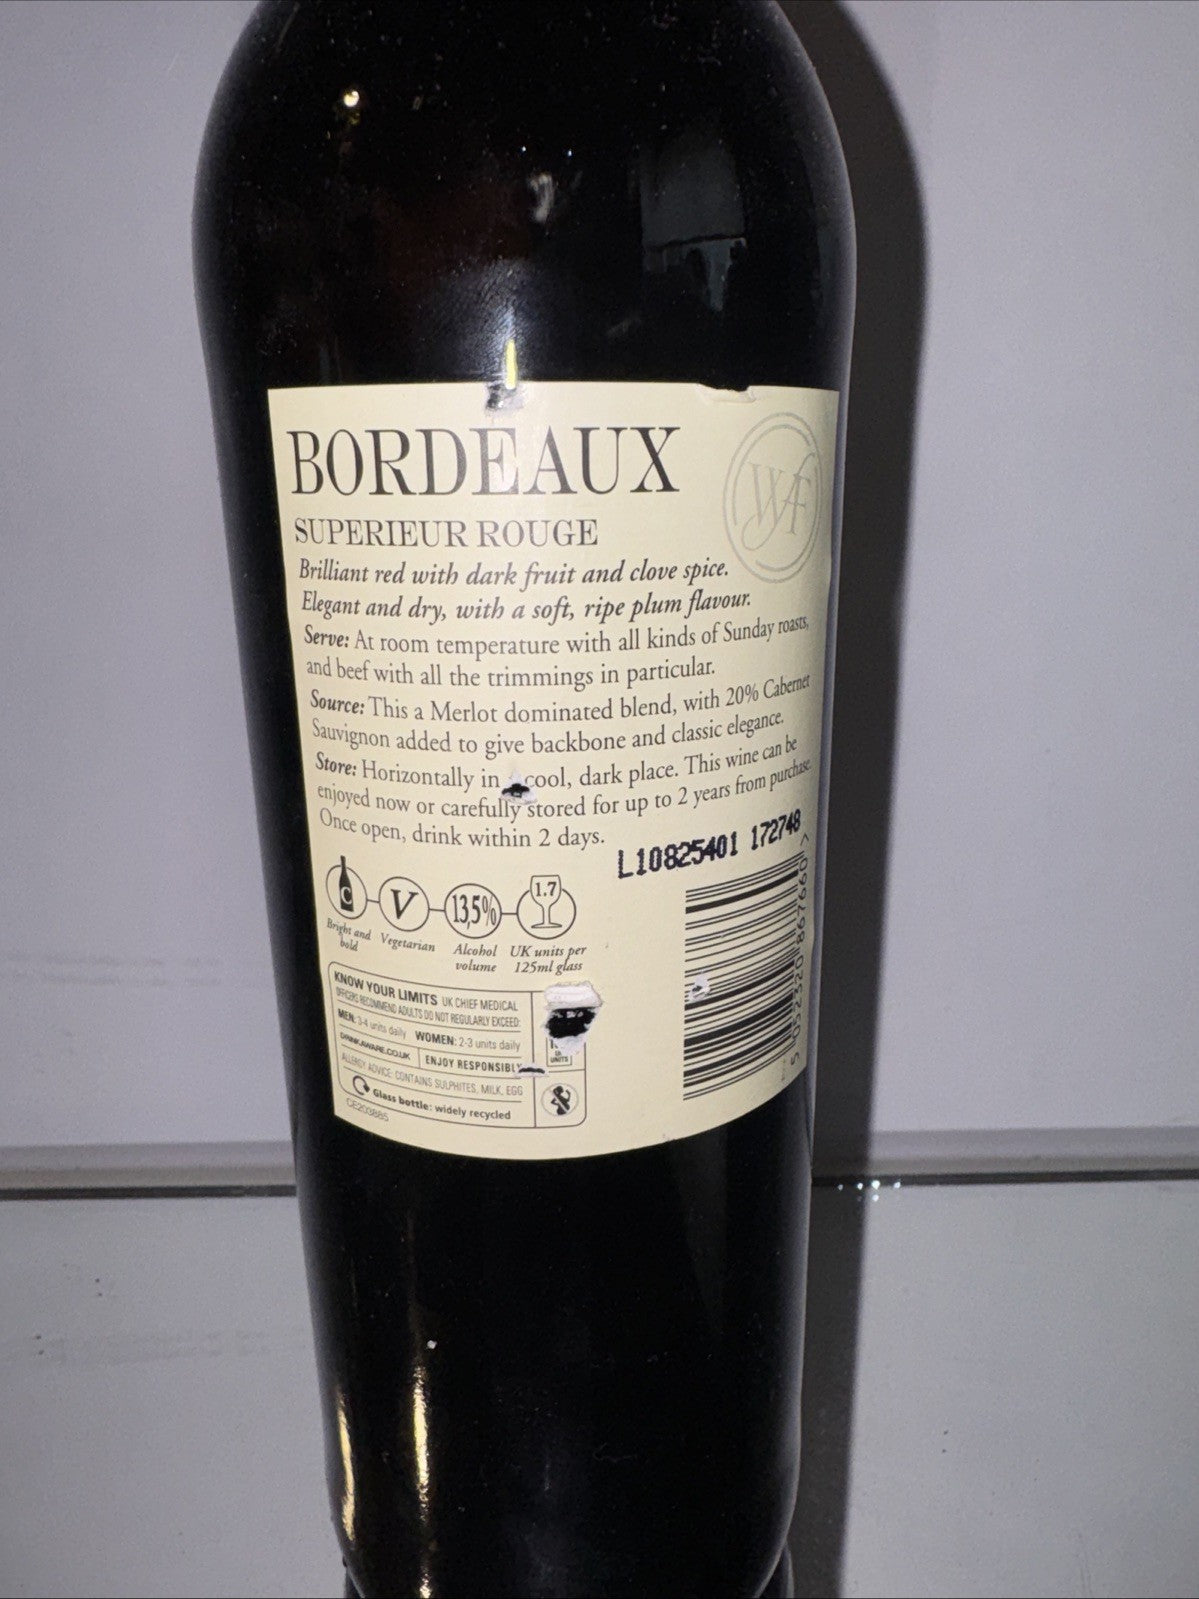 BORDEAUX
WF
SUPERIEUR ROUGE
Brilliant red with dark fruit and clove spice.
Elegant and dry, with a soft, ripe plum flavour.
Serve: At room temperature with all kinds of Sunday roasts,
and beef with all the trimmings in particular.
Source: This a Merlot dominated blend, with 20% Cabernet
Sauvignon added to give backbone and classic elegance.
Store: Horizontally in cool, dark place. This wine can be
enjoyed now or carefully stored for up to 2 years from purchase.
Once open, drink within 2 days.
L10825401 172748
C
V
13,5%
1.7
Bright and
bold
Vegetarian
Alcohol
volume
UK units per
125ml glass
KNOW YOUR LIMITS UK CHIEF MEDICAL
OFFICERS RECOMMEND ADULTS DO NOT REGULARLY EXCEED:
MEN: 3-4 units daily WOMEN: 2-3 units daily
DRINKAWARE.CO.UK ENJOY RESPONSIBLY
ALLERGY ADVICE: CONTAINS SULPHITES, MILK, EGG
Glass bottle: widely recycled
UK
UNITS
CE203885
5 052320 867660 >